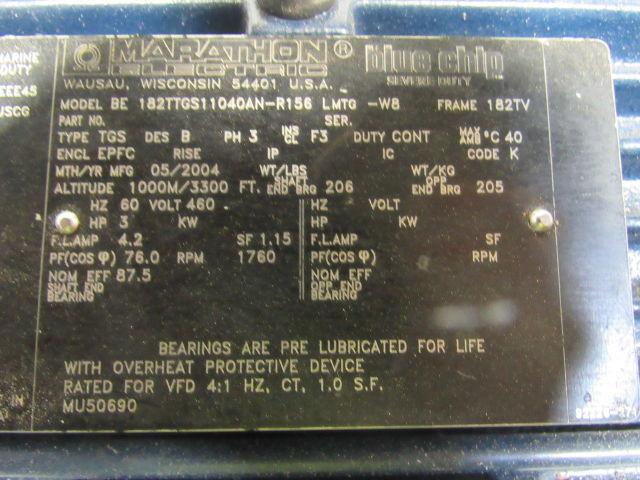 MARATHON ® blue chip
ELECTRIC SEVERE DUTY
WAUSAU, WISCONSIN 54401 U.S.A.
MODEL BE 182TTGS11040AN-R156 LMTG -W8 FRAME 182TV
PART NO. SER.
TYPE TGS DES B PH 3 INS CL F3 DUTY CONT MAX AMB °C 40
ENCL EPFC RISE IP IC CODE K
MTH/YR MFG 05/2004 WT/LBS WT/KG
ALTITUDE 1000M/3300 FT. SHAFT END BRG 206 OPP END BRG 205
HZ 60 VOLT 460 HZ VOLT
HP 3 KW HP KW
F.L.AMP 4.2 SF 1.15 F.L.AMP SF
PF(COS φ) 76.0 RPM 1760 PF(COS φ) RPM
NOM EFF 87.5 NOM EFF
SHAFT END BEARING OPP END BEARING
BEARINGS ARE PRE LUBRICATED FOR LIFE
WITH OVERHEAT PROTECTIVE DEVICE
RATED FOR VFD 4:1 HZ, CT, 1.0 S.F.
MU50690
DUTY
USCG
IN